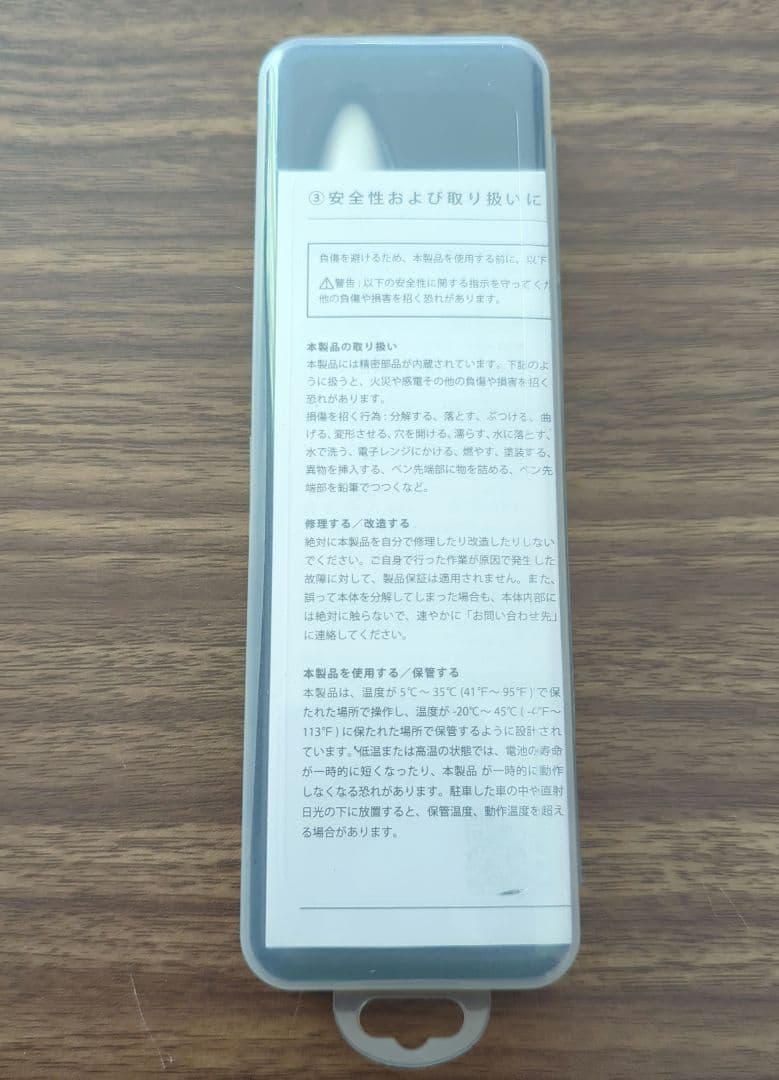 ③安全性および取り扱いに
負傷を避けるため、本製品を使用する前に、以下
⚠警告 : 以下の安全性に関する指示を守ってくだ
他の負傷や損害を招く恐れがあります。
本製品の取り扱い
本製品には精密部品が内蔵されています。下記のよ
うに扱うと、火災や感電その他の負傷や損害を招く
恐れがあります。
損傷を招く行為 : 分解する、落とす、ぶつける、曲
げる、変形させる、穴を開ける、濡らす、水に落とす、
水で洗う、電子レンジにかける、燃やす、塗装する、
異物を挿入する、ペン先端部に物を詰める、ペン先
端部を鉛筆でつつくなど。
修理する／改造する
絶対に本製品を自分で修理したり改造したりしない
でください。ご自身で行った作業が原因で発生した
故障に対して、製品保証は適用されません。また、
誤って本体を分解してしまった場合も、本体内部に
は絶対に触らないで、速やかに「お問い合わせ先」
に連絡してください。
本製品を使用する／保管する
本製品は、温度が 5℃～ 35℃ (41°F～ 95°F ) で保
たれた場所で操作し、温度が -20℃～ 45℃ ( -4°F～
113°F ) に保たれた場所で保管するように設計され
ています。低温または高温の状態では、電池の寿命
が一時的に短くなったり、本製品 が一時的に動作
しなくなる恐れがあります。駐車した車の中や直射
日光の下に放置すると、保管温度、動作温度を超え
る場合があります。